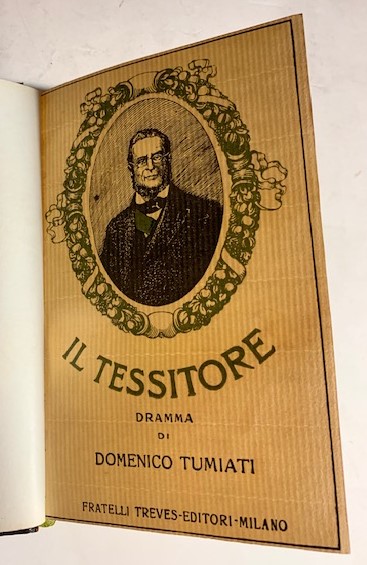 IL TESSITORE
DRAMMA
DI
DOMENICO TUMIATI
FRATELLI TREVES-EDITORI-MILANO